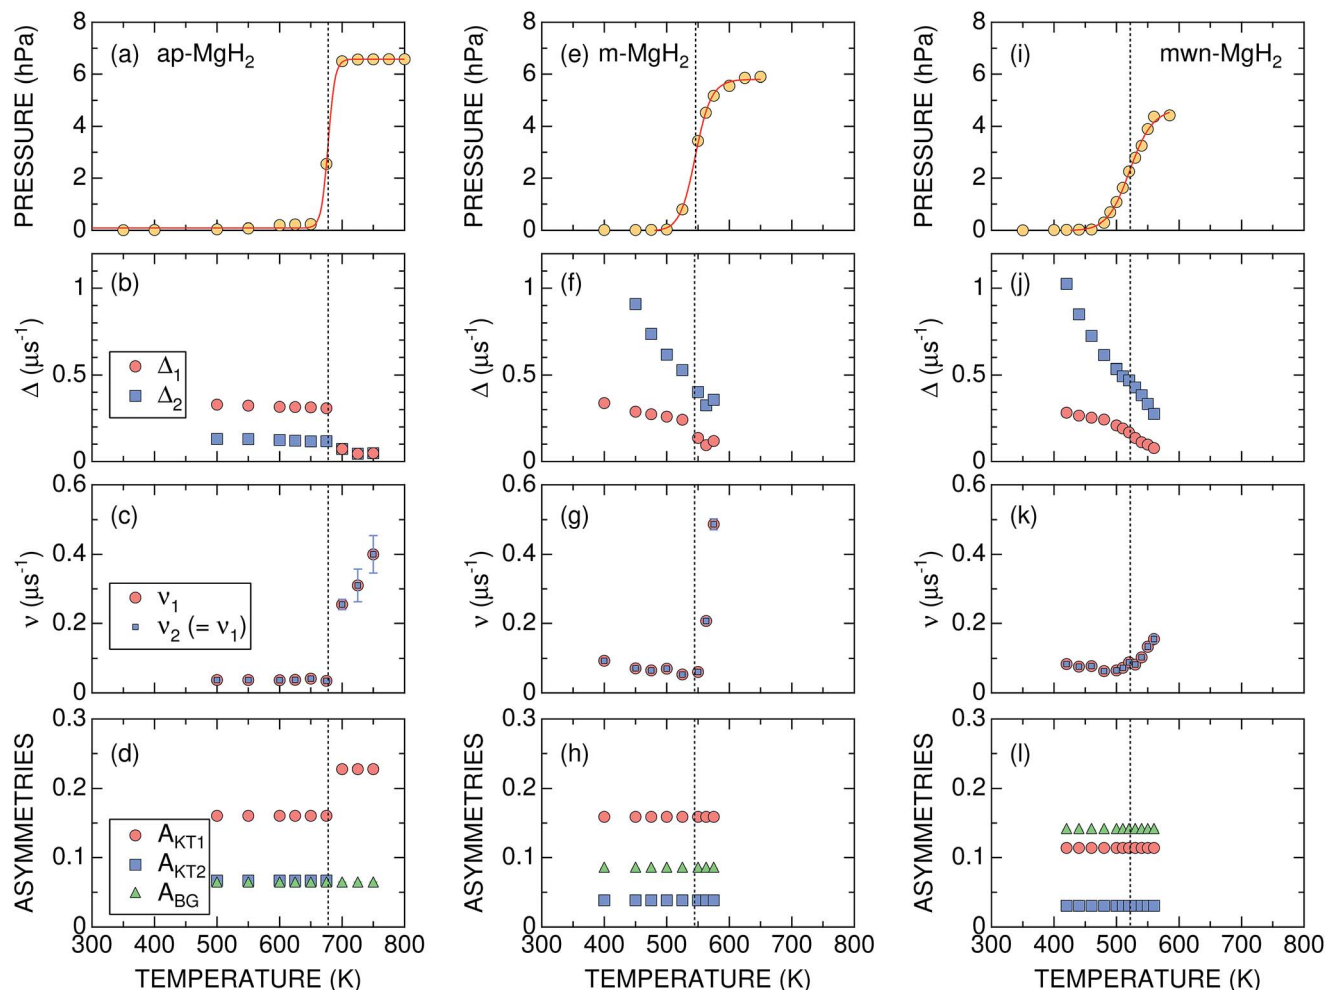 8
6
4
2
0
PRESSURE (hPa)
(a) ap-MgH₂
8
6
4
2
0
PRESSURE (hPa)
(e) m-MgH₂
8
6
4
2
0
PRESSURE (hPa)
(i) mwn-MgH₂
1
0.5
0
Δ (μs⁻¹)
(b)
Δ₁
Δ₂
1
0.5
0
Δ (μs⁻¹)
(f)
1
0.5
0
Δ (μs⁻¹)
(j)
0.6
0.4
0.2
0
ν (μs⁻¹)
(c)
ν₁
ν₂ (= ν₁)
0.6
0.4
0.2
0
ν (μs⁻¹)
(g)
0.6
0.4
0.2
0
ν (μs⁻¹)
(k)
0.3
0.2
0.1
0
ASYMMETRIES
(d)
A_KT1
A_KT2
A_BG
300 400 500 600 700 800
TEMPERATURE (K)
0.3
0.2
0.1
0
ASYMMETRIES
(h)
300 400 500 600 700 800
TEMPERATURE (K)
0.3
0.2
0.1
0
ASYMMETRIES
(l)
300 400 500 600 700 800
TEMPERATURE (K)